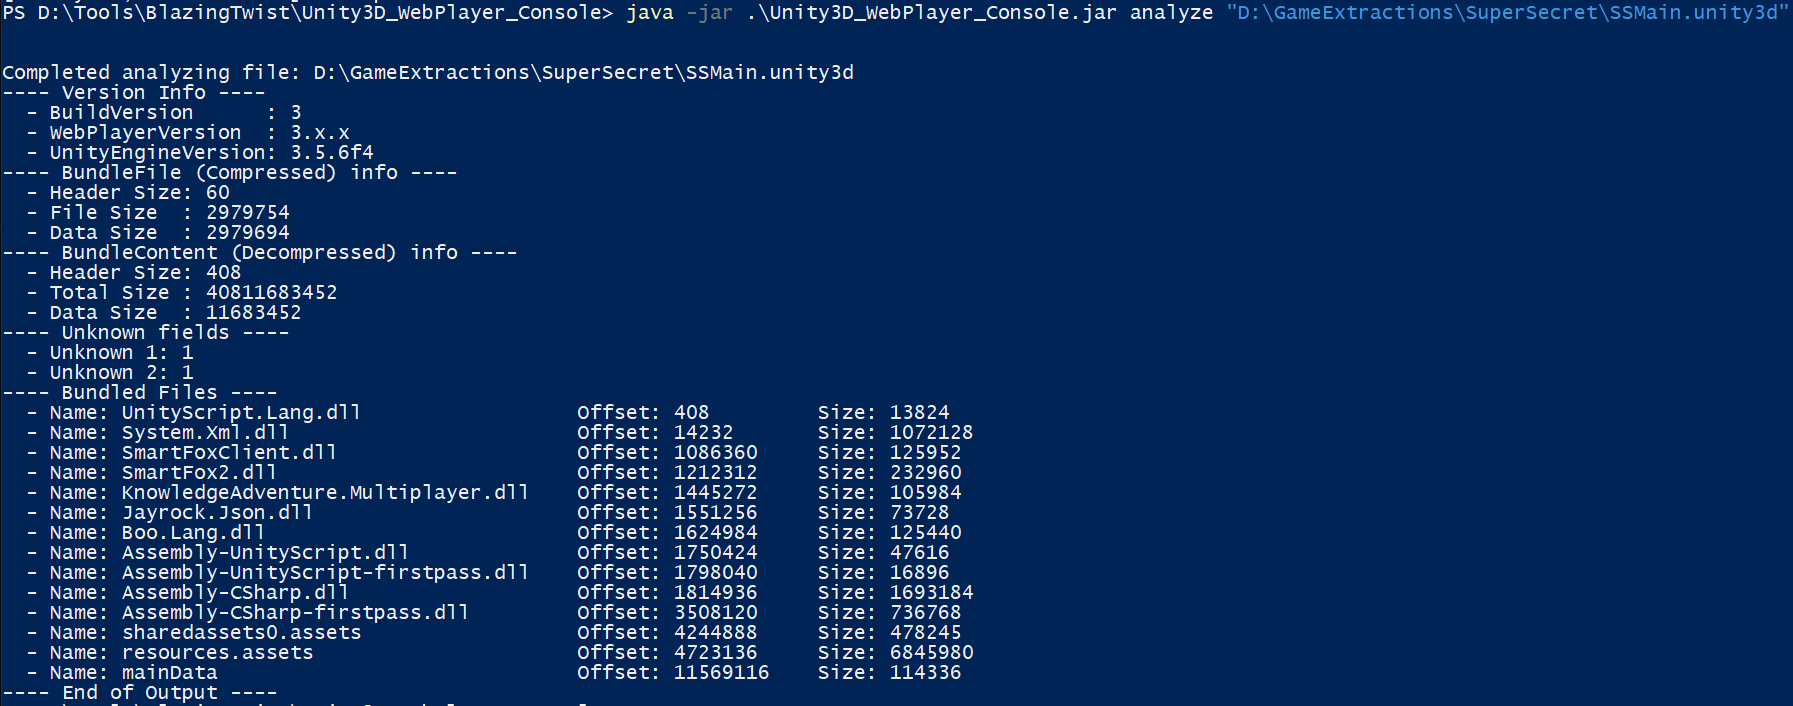 PS D:\Tools\BlazingTwist\Unity3D_WebPlayer_Console> java -jar .\Unity3D_WebPlayer_Console.jar analyze "D:\GameExtractions\SuperSecret\SSMain.unity3d"
Completed analyzing file: D:\GameExtractions\SuperSecret\SSMain.unity3d
---- Version Info ----
  - BuildVersion      : 3
  - WebPlayerVersion  : 3.x.x
  - UnityEngineVersion: 3.5.6f4
---- BundleFile (Compressed) info ----
  - Header Size: 60
  - File Size  : 2979754
  - Data Size  : 2979694
---- BundleContent (Decompressed) info ----
  - Header Size: 408
  - Total Size : 40811683452
  - Data Size  : 11683452
---- Unknown fields ----
  - Unknown 1: 1
  - Unknown 2: 1
---- Bundled Files ----
  - Name: UnityScript.Lang.dll                  Offset: 408         Size: 13824
  - Name: System.Xml.dll                        Offset: 14232       Size: 1072128
  - Name: SmartFoxClient.dll                    Offset: 1086360     Size: 125952
  - Name: SmartFox2.dll                         Offset: 1212312     Size: 232960
  - Name: KnowledgeAdventure.Multiplayer.dll    Offset: 1445272     Size: 105984
  - Name: Jayrock.Json.dll                      Offset: 1551256     Size: 73728
  - Name: Boo.Lang.dll                          Offset: 1624984     Size: 125440
  - Name: Assembly-UnityScript.dll              Offset: 1750424     Size: 47616
  - Name: Assembly-UnityScript-firstpass.dll    Offset: 1798040     Size: 16896
  - Name: Assembly-CSharp.dll                   Offset: 1814936     Size: 1693184
  - Name: Assembly-CSharp-firstpass.dll         Offset: 3508120     Size: 736768
  - Name: sharedassets0.assets                  Offset: 4244888     Size: 478245
  - Name: resources.assets                      Offset: 4723136     Size: 6845980
  - Name: mainData                              Offset: 11569116    Size: 114336
---- End of Output ----